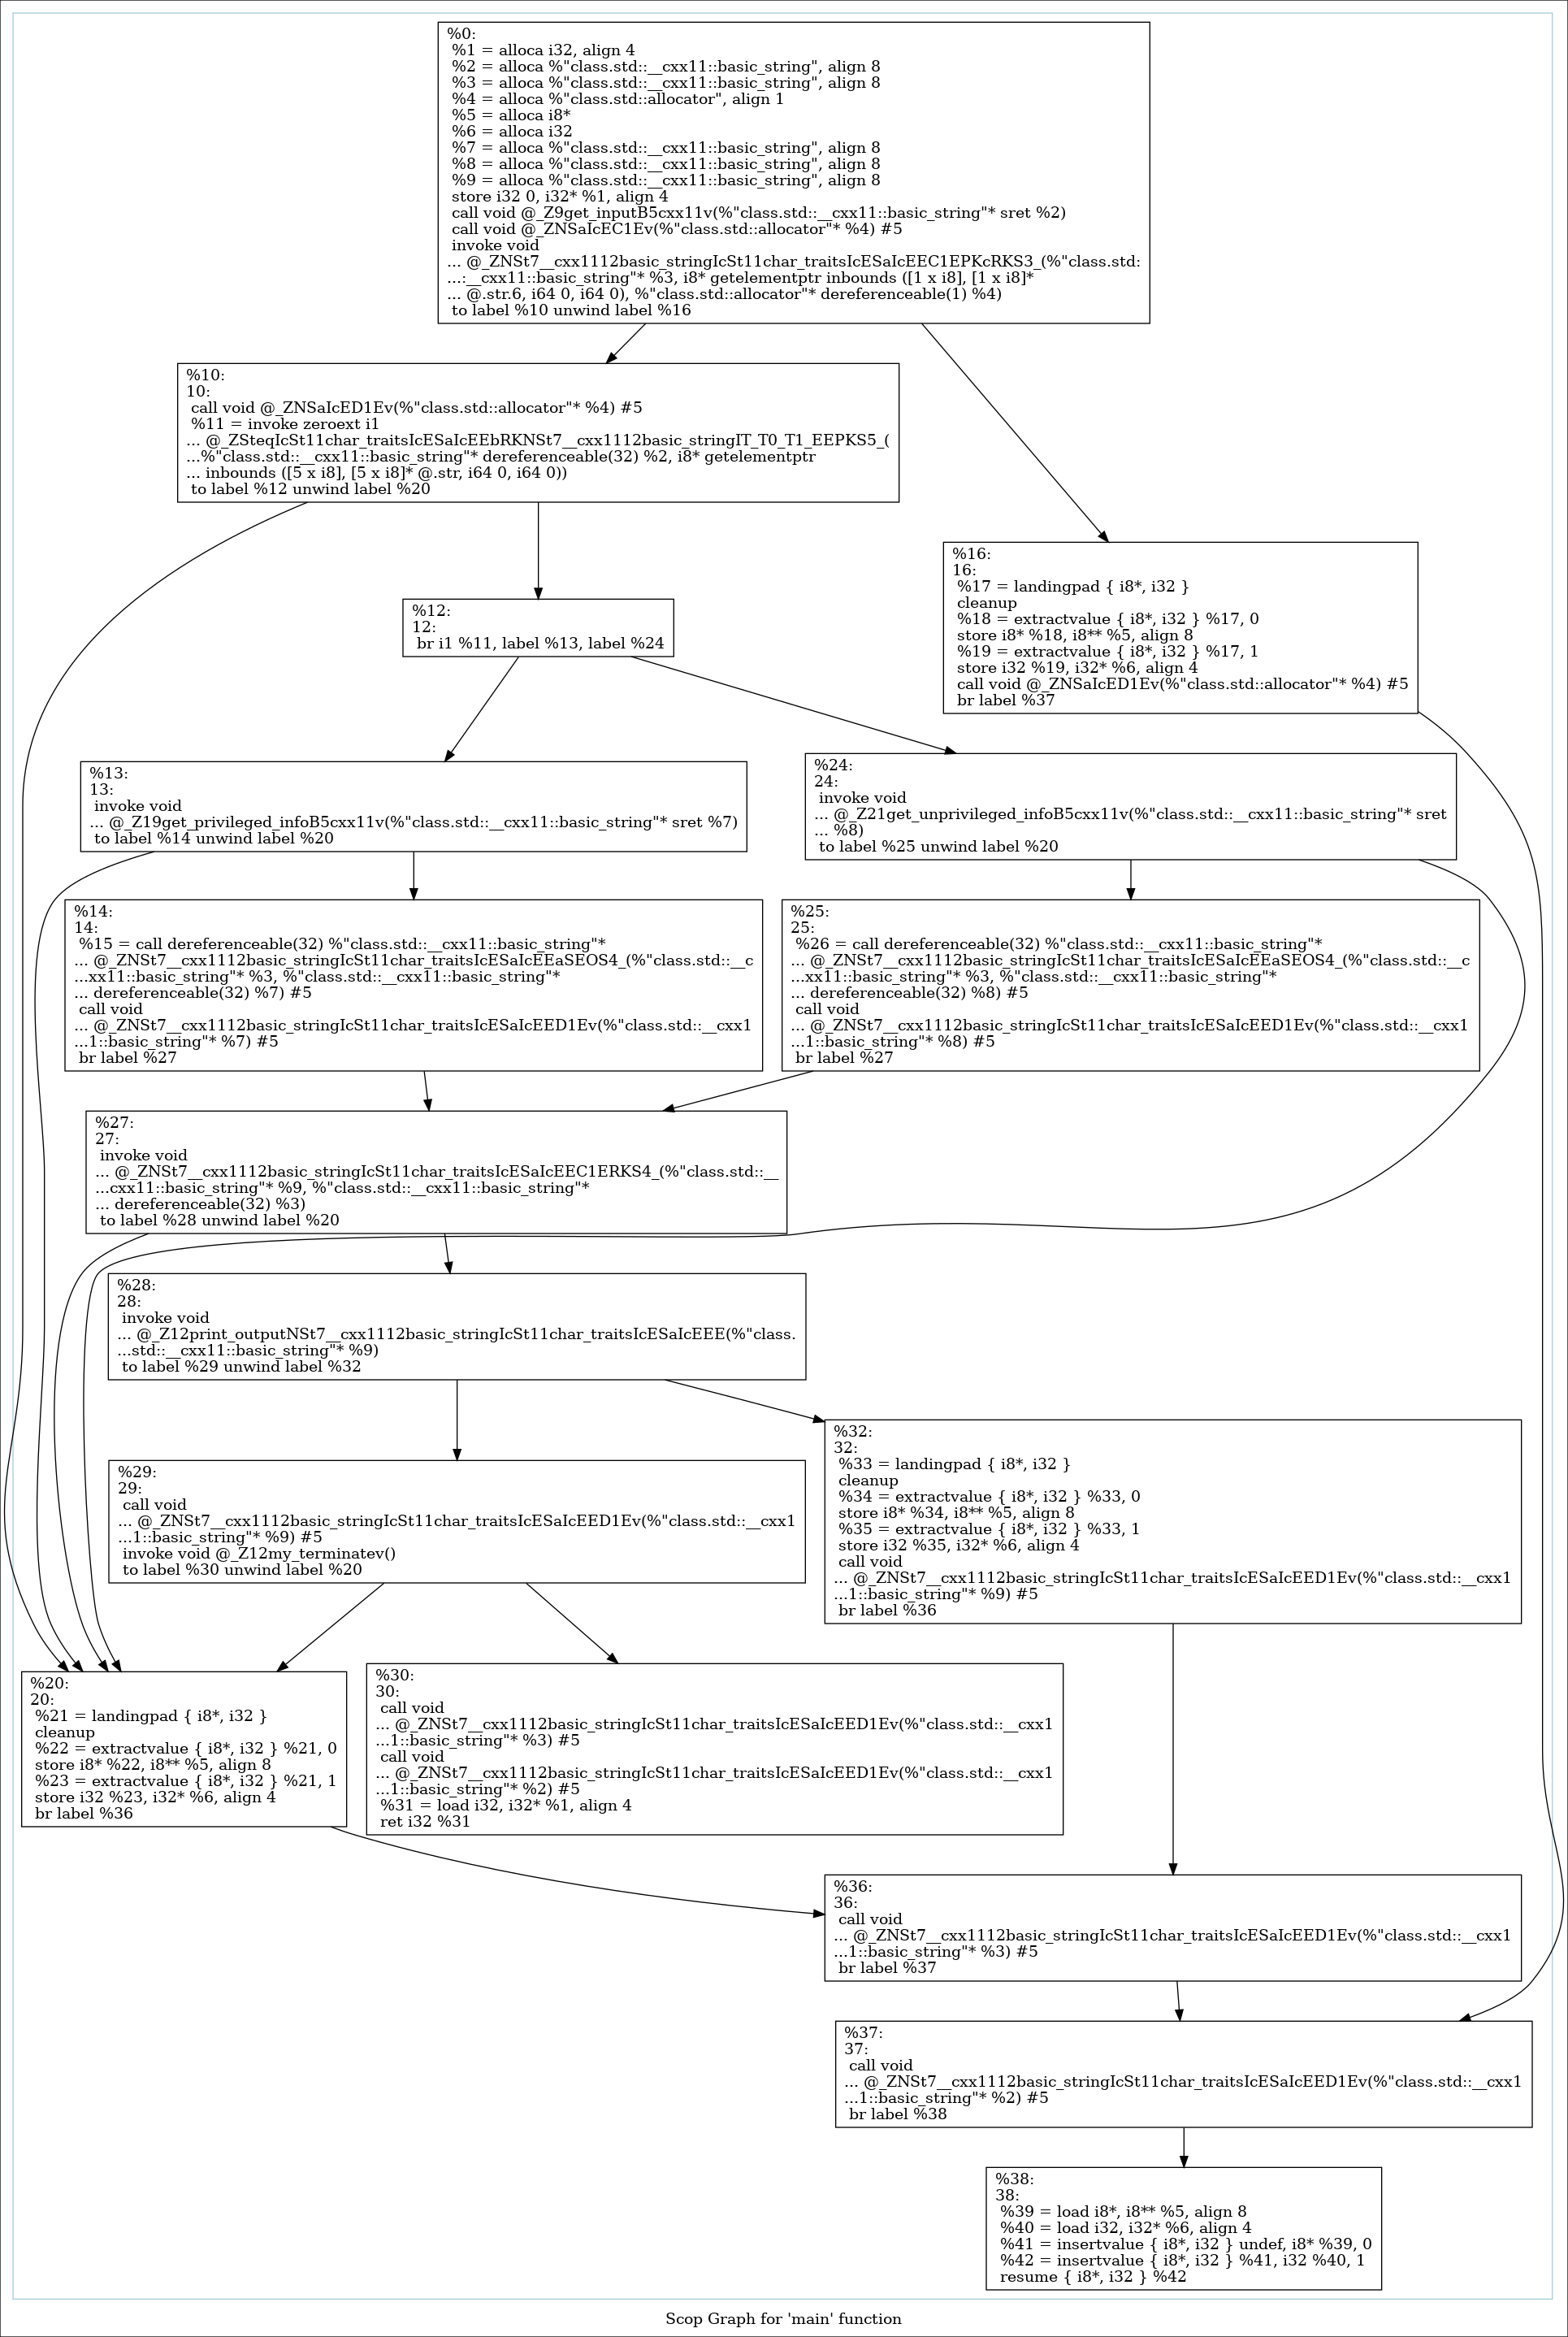 %0:
%1 = alloca i32, align 4
%2 = alloca %"class.std::__cxx11::basic_string", align 8
%3 = alloca %"class.std::__cxx11::basic_string", align 8
%4 = alloca %"class.std::allocator", align 1
%5 = alloca i8*
%6 = alloca i32
%7 = alloca %"class.std::__cxx11::basic_string", align 8
%8 = alloca %"class.std::__cxx11::basic_string", align 8
%9 = alloca %"class.std::__cxx11::basic_string", align 8
store i32 0, i32* %1, align 4
call void @_Z9get_inputB5cxx11v(%"class.std::__cxx11::basic_string"* sret %2)
call void @_ZNSaIcEC1Ev(%"class.std::allocator"* %4) #5
invoke void
... @_ZNSt7__cxx1112basic_stringIcSt11char_traitsIcESaIcEEC1EPKcRKS3_(%"class.std:
...:__cxx11::basic_string"* %3, i8* getelementptr inbounds ([1 x i8], [1 x i8]*
... @.str.6, i64 0, i64 0), %"class.std::allocator"* dereferenceable(1) %4)
to label %10 unwind label %16
%10:
10:
call void @_ZNSaIcED1Ev(%"class.std::allocator"* %4) #5
%11 = invoke zeroext i1
... @_ZSteqIcSt11char_traitsIcESaIcEEbRKNSt7__cxx1112basic_stringIT_T0_T1_EEPKS5_(
...%"class.std::__cxx11::basic_string"* dereferenceable(32) %2, i8* getelementptr
... inbounds ([5 x i8], [5 x i8]* @.str, i64 0, i64 0))
to label %12 unwind label %20
%16:
16:
%17 = landingpad { i8*, i32 }
cleanup
%18 = extractvalue { i8*, i32 } %17, 0
store i8* %18, i8** %5, align 8
%19 = extractvalue { i8*, i32 } %17, 1
store i32 %19, i32* %6, align 4
call void @_ZNSaIcED1Ev(%"class.std::allocator"* %4) #5
br label %37
%12:
12:
br i1 %11, label %13, label %24
%13:
13:
invoke void
... @_Z19get_privileged_infoB5cxx11v(%"class.std::__cxx11::basic_string"* sret %7)
to label %14 unwind label %20
%24:
24:
invoke void
... @_Z21get_unprivileged_infoB5cxx11v(%"class.std::__cxx11::basic_string"* sret
... %8)
to label %25 unwind label %20
%14:
14:
%15 = call dereferenceable(32) %"class.std::__cxx11::basic_string"*
... @_ZNSt7__cxx1112basic_stringIcSt11char_traitsIcESaIcEEaSEOS4_(%"class.std::__c
...xx11::basic_string"* %3, %"class.std::__cxx11::basic_string"*
... dereferenceable(32) %7) #5
call void
... @_ZNSt7__cxx1112basic_stringIcSt11char_traitsIcESaIcEED1Ev(%"class.std::__cxx1
...1::basic_string"* %7) #5
br label %27
%25:
25:
%26 = call dereferenceable(32) %"class.std::__cxx11::basic_string"*
... @_ZNSt7__cxx1112basic_stringIcSt11char_traitsIcESaIcEEaSEOS4_(%"class.std::__c
...xx11::basic_string"* %3, %"class.std::__cxx11::basic_string"*
... dereferenceable(32) %8) #5
call void
... @_ZNSt7__cxx1112basic_stringIcSt11char_traitsIcESaIcEED1Ev(%"class.std::__cxx1
...1::basic_string"* %8) #5
br label %27
%27:
27:
invoke void
... @_ZNSt7__cxx1112basic_stringIcSt11char_traitsIcESaIcEEC1ERKS4_(%"class.std::__
...cxx11::basic_string"* %9, %"class.std::__cxx11::basic_string"*
... dereferenceable(32) %3)
to label %28 unwind label %20
%28:
28:
invoke void
... @_Z12print_outputNSt7__cxx1112basic_stringIcSt11char_traitsIcESaIcEEE(%"class.
...std::__cxx11::basic_string"* %9)
to label %29 unwind label %32
%29:
29:
call void
... @_ZNSt7__cxx1112basic_stringIcSt11char_traitsIcESaIcEED1Ev(%"class.std::__cxx1
...1::basic_string"* %9) #5
invoke void @_Z12my_terminatev()
to label %30 unwind label %20
%32:
32:
%33 = landingpad { i8*, i32 }
cleanup
%34 = extractvalue { i8*, i32 } %33, 0
store i8* %34, i8** %5, align 8
%35 = extractvalue { i8*, i32 } %33, 1
store i32 %35, i32* %6, align 4
call void
... @_ZNSt7__cxx1112basic_stringIcSt11char_traitsIcESaIcEED1Ev(%"class.std::__cxx1
...1::basic_string"* %9) #5
br label %36
%20:
20:
%21 = landingpad { i8*, i32 }
cleanup
%22 = extractvalue { i8*, i32 } %21, 0
store i8* %22, i8** %5, align 8
%23 = extractvalue { i8*, i32 } %21, 1
store i32 %23, i32* %6, align 4
br label %36
%30:
30:
call void
... @_ZNSt7__cxx1112basic_stringIcSt11char_traitsIcESaIcEED1Ev(%"class.std::__cxx1
...1::basic_string"* %3) #5
call void
... @_ZNSt7__cxx1112basic_stringIcSt11char_traitsIcESaIcEED1Ev(%"class.std::__cxx1
...1::basic_string"* %2) #5
%31 = load i32, i32* %1, align 4
ret i32 %31
%36:
36:
call void
... @_ZNSt7__cxx1112basic_stringIcSt11char_traitsIcESaIcEED1Ev(%"class.std::__cxx1
...1::basic_string"* %3) #5
br label %37
%37:
37:
call void
... @_ZNSt7__cxx1112basic_stringIcSt11char_traitsIcESaIcEED1Ev(%"class.std::__cxx1
...1::basic_string"* %2) #5
br label %38
%38:
38:
%39 = load i8*, i8** %5, align 8
%40 = load i32, i32* %6, align 4
%41 = insertvalue { i8*, i32 } undef, i8* %39, 0
%42 = insertvalue { i8*, i32 } %41, i32 %40, 1
resume { i8*, i32 } %42
Scop Graph for 'main' function